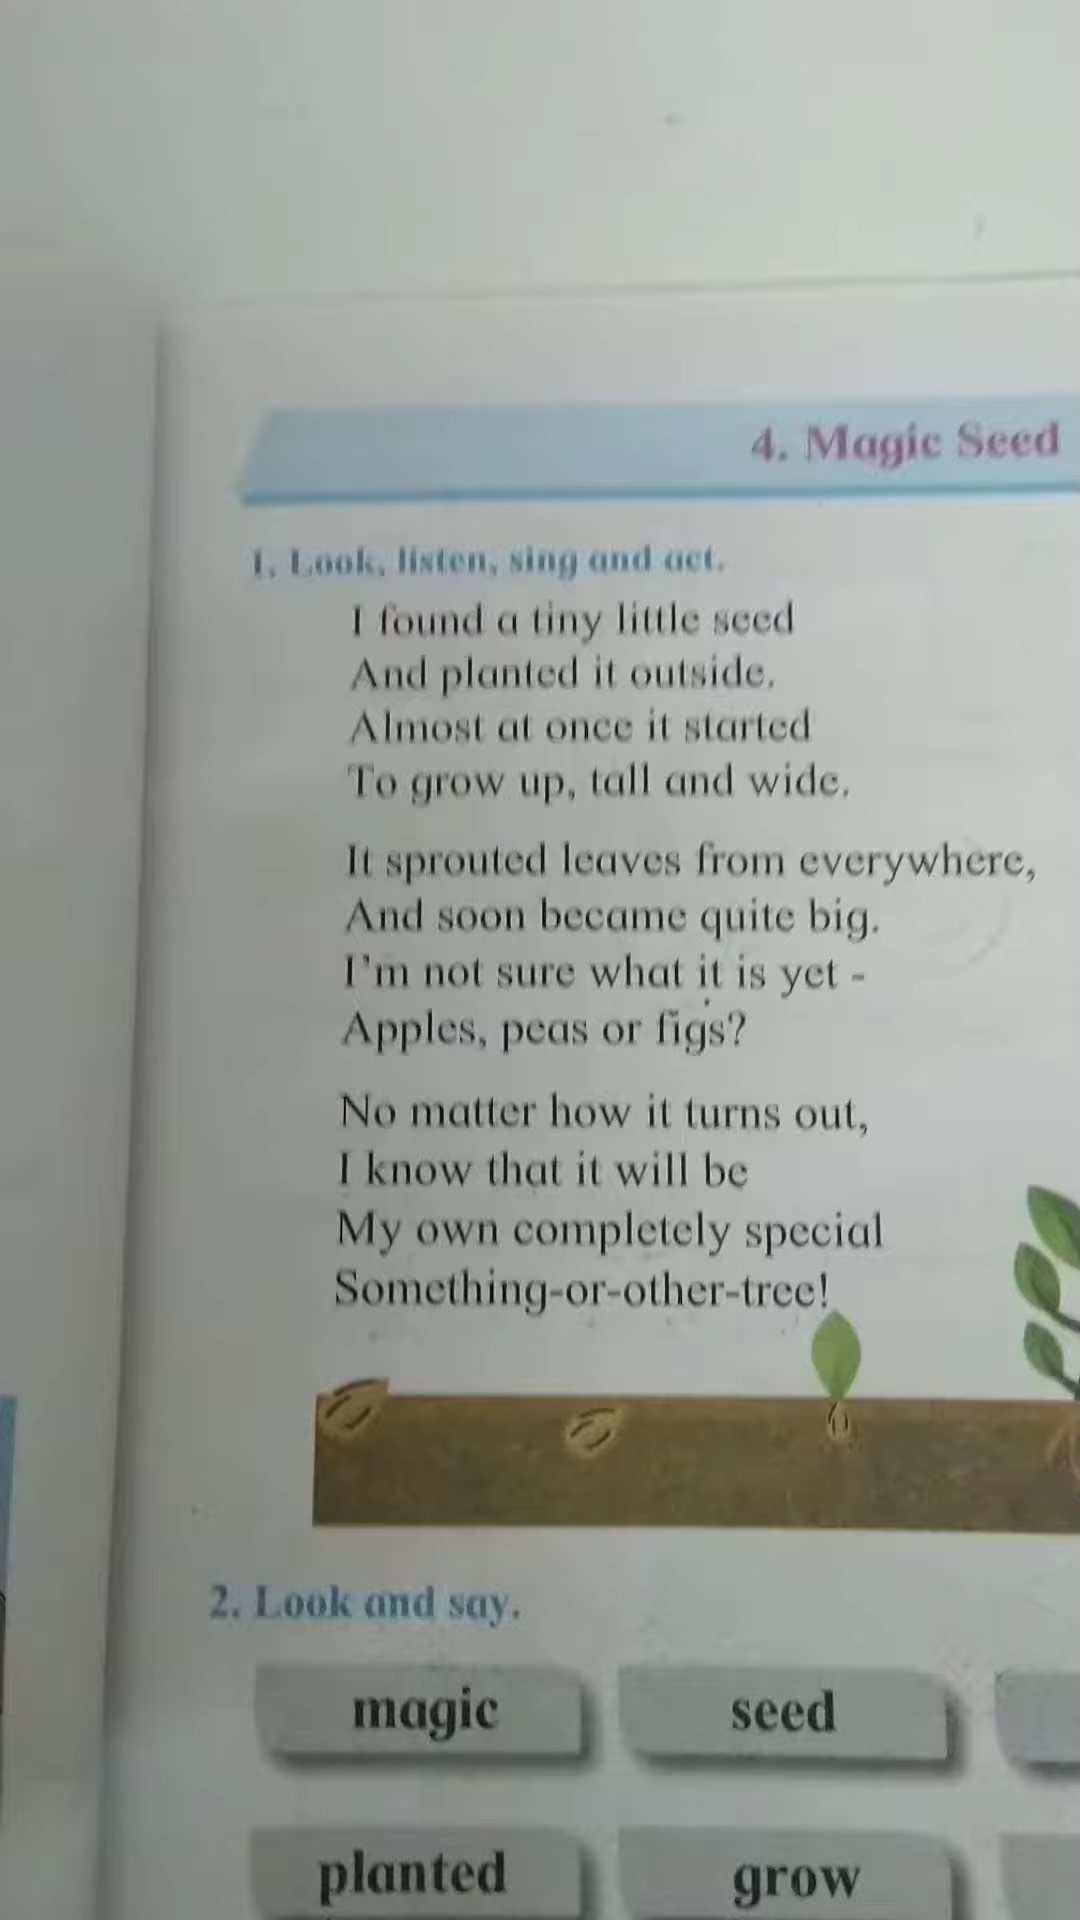 4. Magic Seed
1. Look, listen, sing and act.
I found a tiny little seed
And planted it outside.
Almost at once it started
To grow up, tall and wide.
It sprouted leaves from everywhere,
And soon became quite big.
I'm not sure what it is yet -
Apples, peas or figs?
No matter how it turns out,
I know that it will be
My own completely special
Something-or-other-tree!
2. Look and say.
magic seed
planted grow